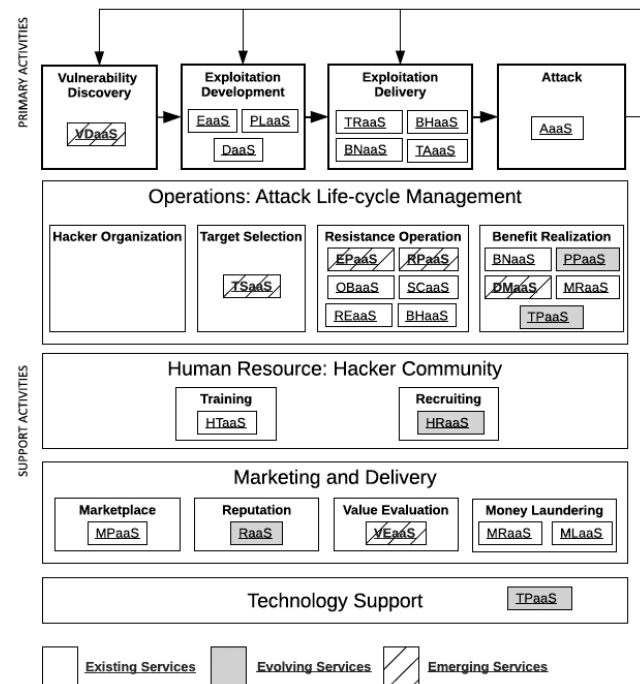 PRIMARY ACTIVITIES
Vulnerability
Discovery
VDaaS
Exploitation
Development
EaaS PLaaS
DaaS
Exploitation
Delivery
TRaaS BHaaS
BNaaS TAaaS
Attack
AaaS
SUPPORT ACTIVITIES
Operations: Attack Life-cycle Management
Hacker Organization
Target Selection
TSaaS
Resistance Operation
EPaaS RPaaS
OBaaS SCaaS
REaaS BHaaS
Benefit Realization
BNaaS PPaaS
DMaaS MRaaS
TPaaS
Human Resource: Hacker Community
Training
HTaaS
Recruiting
HRaaS
Marketing and Delivery
Marketplace
MPaaS
Reputation
RaaS
Value Evaluation
VEaaS
Money Laundering
MRaaS MLaaS
Technology Support
TPaaS
Existing Services Evolving Services Emerging Services